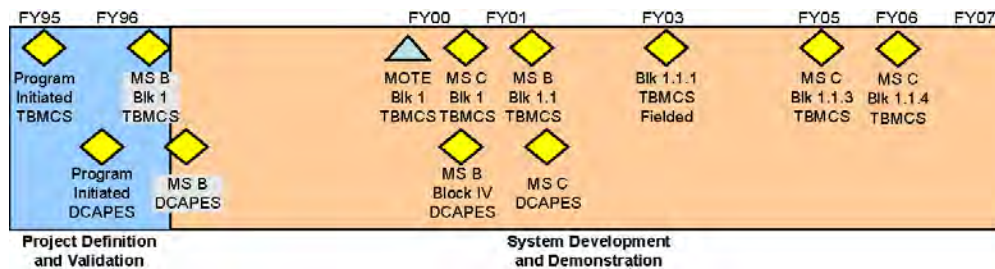 FY95 FY96 FY00 FY01 FY03 FY05 FY06 FY07
Program
Initiated
TBMCS
MS B
Blk 1
TBMCS
MOTE
Blk 1
TBMCS
MS C
Blk 1
TBMCS
MS B
Blk 1.1
TBMCS
Blk 1.1.1
TBMCS
Fielded
MS C
Blk 1.1.3
TBMCS
MS C
Blk 1.1.4
TBMCS
Program
Initiated
DCAPES
MS B
DCAPES
MS B
Block IV
DCAPES
MS C
DCAPES
Project Definition
and Validation
System Development
and Demonstration